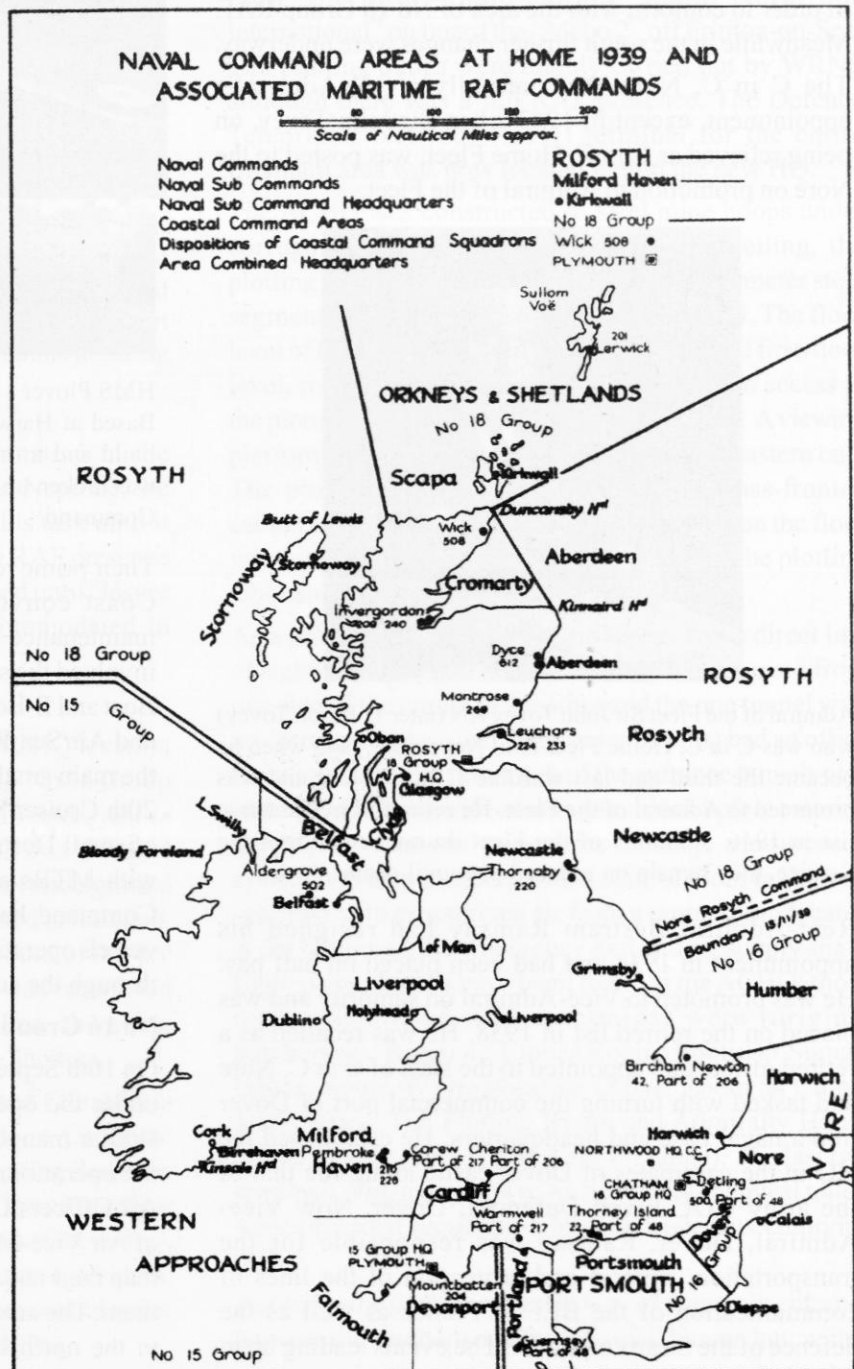 NAVAL COMMAND AREAS AT HOME 1939 AND
ASSOCIATED MARITIME RAF COMMANDS
200
Scale of Nautical Miles approx.
Naval Commands ROSYTH
Naval Sub Commands Milford Haven
Naval Sub Command Headquarters Kirkwall
Coastal Command Areas No 18 Group
Dispositions of Coastal Command Squadrons Wick 508
Area Combined Headquarters PLYMOUTH
Sullom
Voe
201
Lerwick
ORKNEYS & SHETLANDS
No 18 Group
ROSYTH
Scapa
Kirkwall
Duncansby Hd
Butt of Lewis
Wick
508
Aberdeen
Stornoway
Stornoway
Cromarty
Invergordon
240
Kinnaird Hd
No 18 Group
No 15 Group
Dyce
612
Aberdeen
ROSYTH
Montrose
Leuchars
224 233
Rosyth
Oban
ROSYTH
18 Group
H.Q.
Glasgow
L. Swilly
Belfast
Clyde
Bloody Foreland
Aldergrove
502
Belfast
Newcastle
Newcastle
Thornaby
220
No 18 Group
Nore Rosyth Command
Boundary
No 16 Group
I of Man
Grimsby
Humber
Liverpool
Dublin
Holyhead
Liverpool
Bircham Newton
42, Part of 206
Harwich
Cork
Berehaven
Kinsale Hd
Milford
Haven
Pembroke
210
228
Carew Cheriton
Part of 217
Harwich
NORTHWOOD HQ. C.C.
Nore
NORE
CHATHAM
16 Group HQ
Detling
500, Part of 48
Cardiff
Warmwell
Part of 217
Thorney Island
22, Part of 48
Dover
Calais
WESTERN
APPROACHES
15 Group HQ
PLYMOUTH
Mountbatten
204
Devonport
Falmouth
Portland
Portsmouth
PORTSMOUTH
No 16 Group
Dieppe
No 15 Group